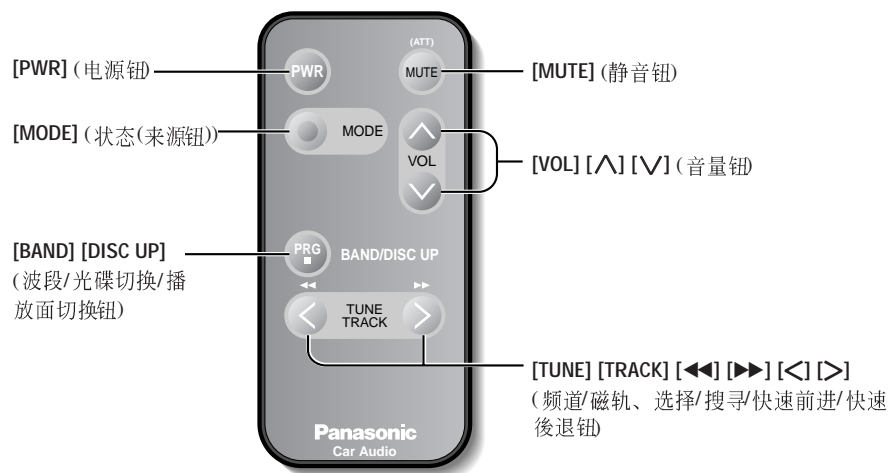 [PWR] (电源钮)
[MODE] (状态(来源钮))
[BAND] [DISC UP]
(波段/光碟切换/播
放面切换钮)
(ATT)
PWR
MUTE
MODE
VOL
PRG
BAND/DISC UP
TUNE
TRACK
Panasonic
Car Audio
[MUTE] (静音钮)
[VOL] [∧] [∨] (音量钮)
[TUNE] [TRACK] [◀◀] [▶▶] [<] [>]
(频道/磁轨、选择/搜寻/快速前进/快速
後退钮)